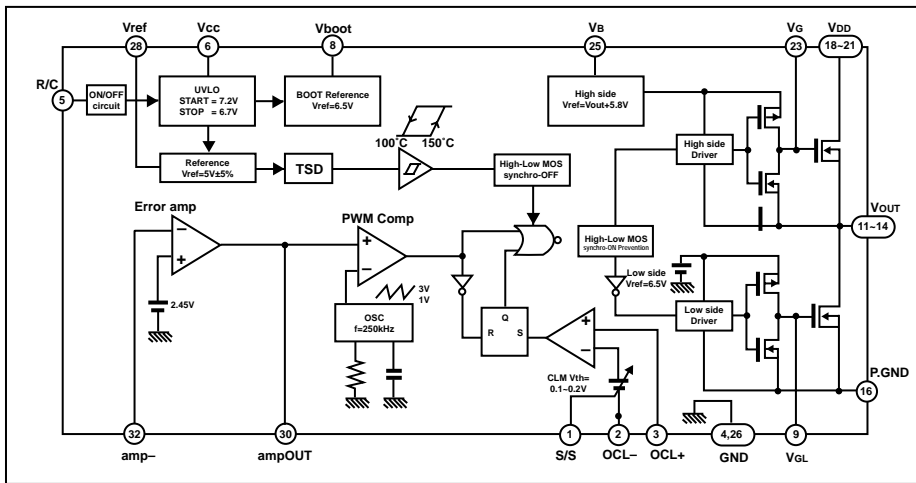 Vref
Vcc
Vboot
VB
VG
VDD
28
6
8
25
23
18~21
R/C
5
ON/OFF
circuit
UVLO
START = 7.2V
STOP = 6.7V
BOOT Reference
Vref=6.5V
High side
Vref=Vout+5.8V
100˚C
150˚C
Reference
Vref=5V±5%
TSD
High-Low MOS
synchro-OFF
High side
Driver
Error amp
PWM Comp
VOUT
11~14
−
+
+
−
High-Low MOS
synchro-ON Prevention
Low side
Vref=6.5V
2.45V
3V
1V
OSC
f=250kHz
Q
R
S
+
−
Low side
Driver
CLM Vth=
0.1~0.2V
P.GND
16
32
30
1
2
3
4,26
9
amp–
ampOUT
S/S
OCL–
OCL+
GND
VGL